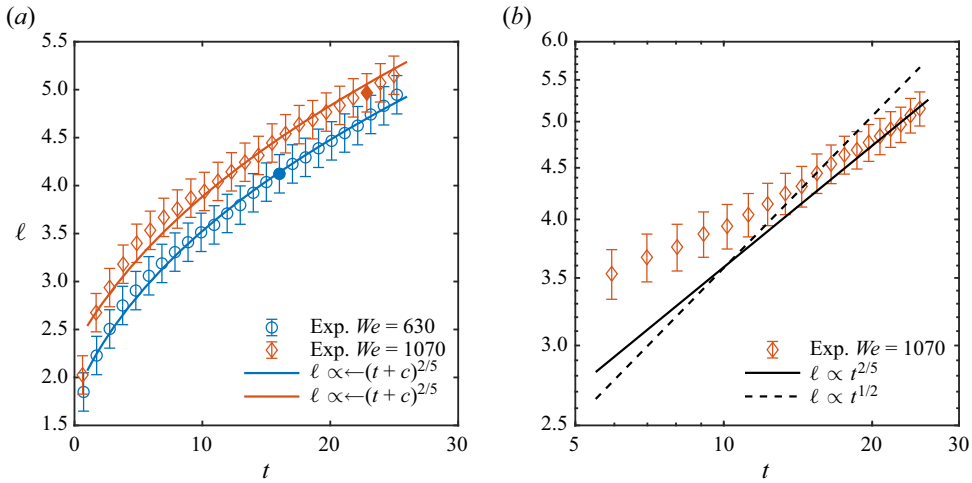 (a)
5.5
5.0
4.5
4.0
3.5
3.0
2.5
2.0
1.5
ℓ
0
10
20
30
t
Exp. We = 630
Exp. We = 1070
ℓ ∝←(t + c)^{2/5}
ℓ ∝←(t + c)^{2/5}
(b)
6.0
5.5
5.0
4.5
4.0
3.5
3.0
2.5
5
10
20
30
t
Exp. We = 1070
ℓ ∝ t^{2/5}
ℓ ∝ t^{1/2}